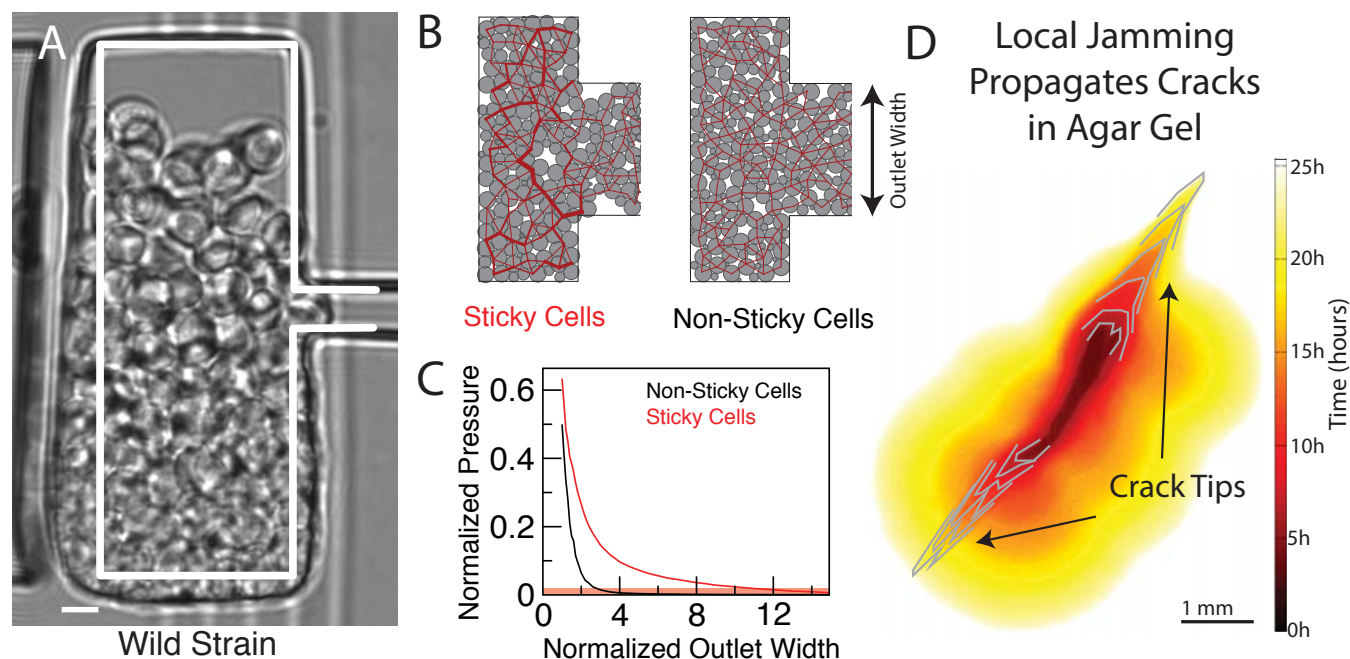 A
Wild Strain
B
Outlet Width
Sticky Cells
Non-Sticky Cells
C
Normalized Pressure
0.6
0.4
0.2
0
Non-Sticky Cells
Sticky Cells
0
4
8
12
Normalized Outlet Width
D
Local Jamming
Propagates Cracks
in Agar Gel
Crack Tips
1 mm
25h
20h
15h
10h
5h
0h
Time (hours)